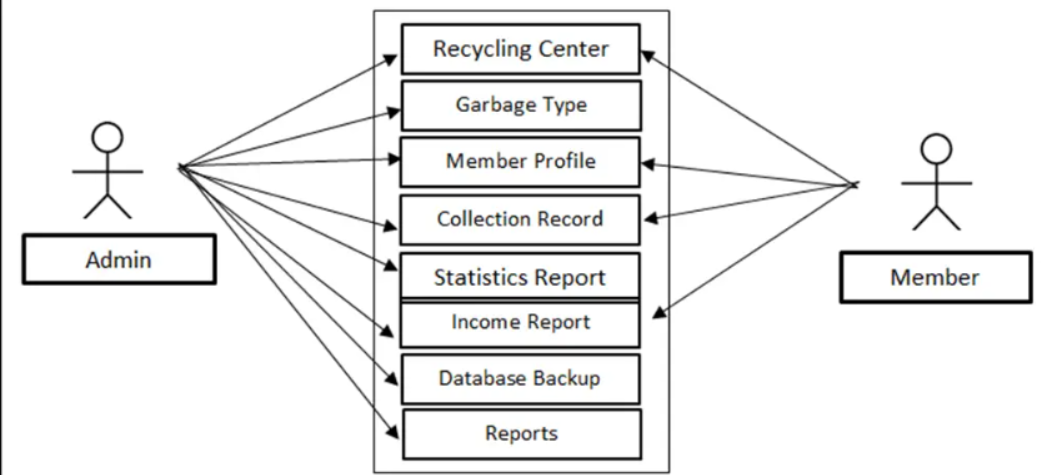 Recycling Center
Garbage Type
Member Profile
Collection Record
Statistics Report
Income Report
Database Backup
Reports
Admin
Member